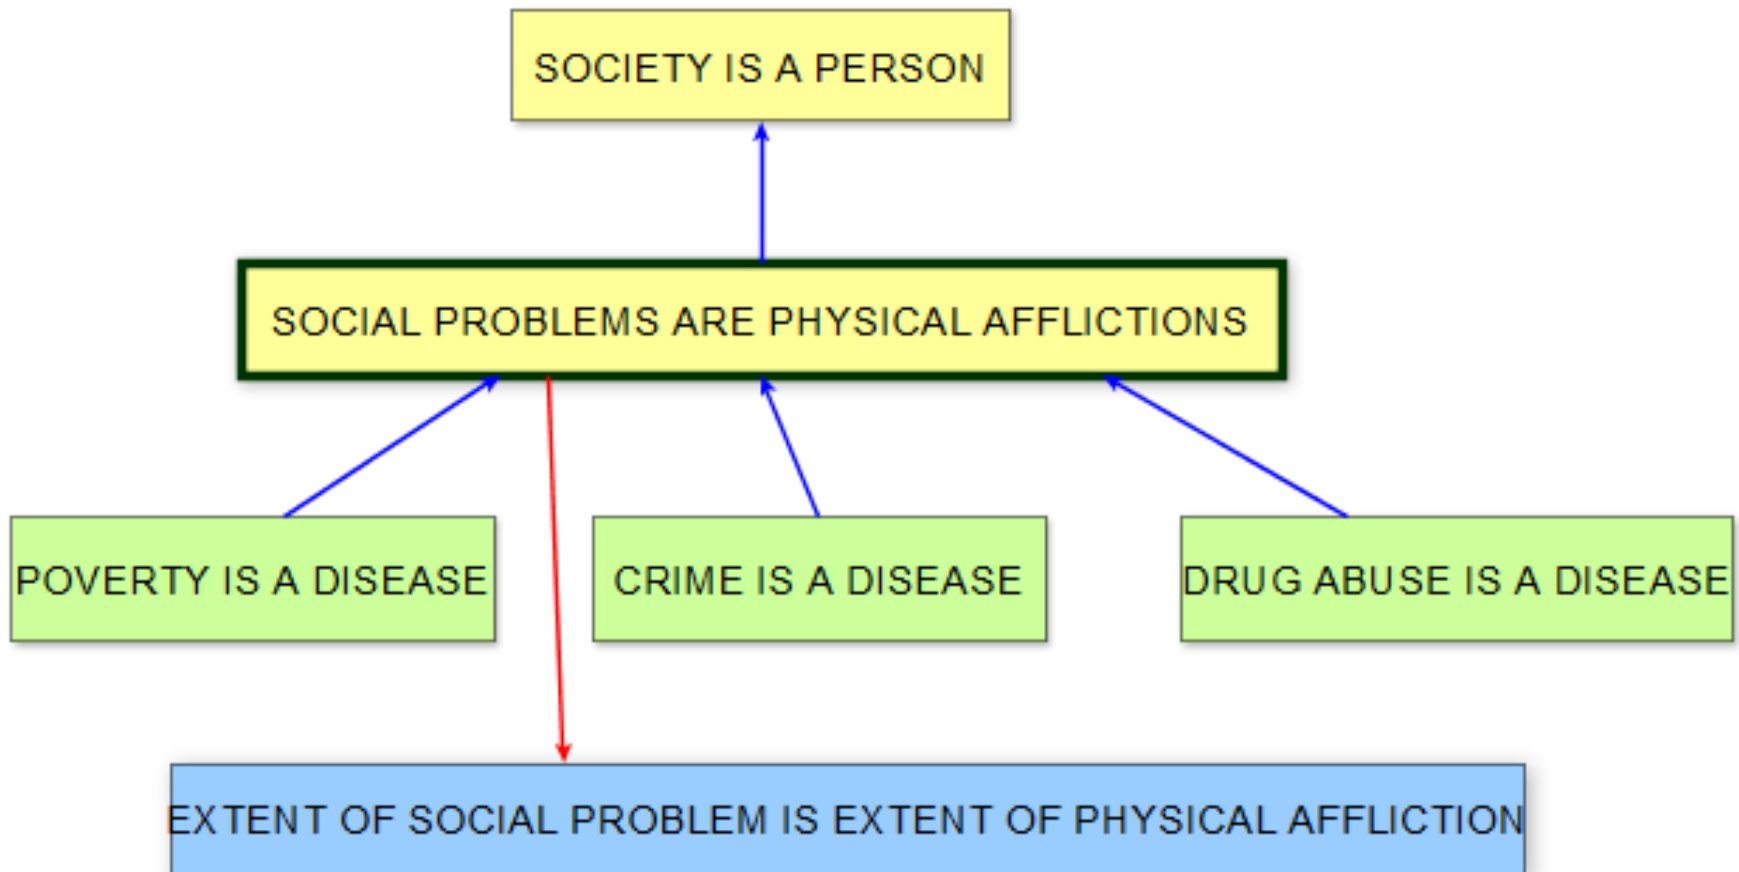 SOCIETY IS A PERSON
SOCIAL PROBLEMS ARE PHYSICAL AFFLICTIONS
POVERTY IS A DISEASE
CRIME IS A DISEASE
DRUG ABUSE IS A DISEASE
EXTENT OF SOCIAL PROBLEM IS EXTENT OF PHYSICAL AFFLICTION